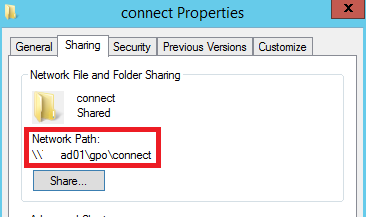 connect Properties
X
General
Sharing
Security
Previous Versions
Customize
Network File and Folder Sharing
connect
Shared
Network Path:
\\ ad01\gpo\connect
Share...